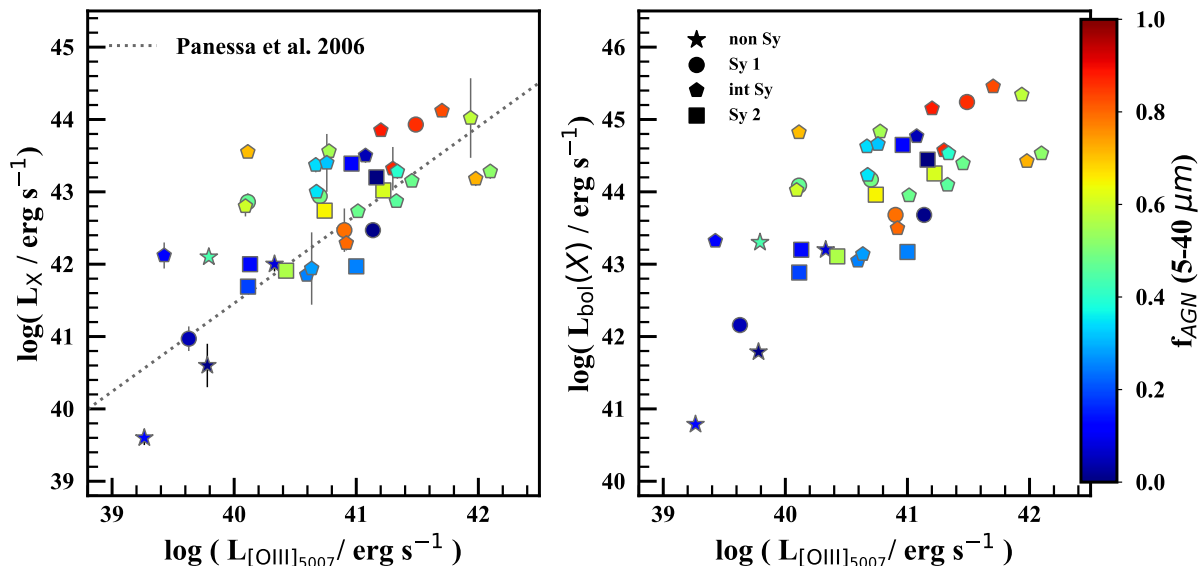 Panessa et al. 2006
45
44
43
42
41
40
39
log( L_X / erg s⁻¹)
39
40
41
42
log ( L_[OIII]₅₀₀₇/ erg s⁻¹)
non Sy
Sy 1
int Sy
Sy 2
46
45
44
43
42
41
40
log( L_bol(X) / erg s⁻¹)
39
40
41
42
log ( L_[OIII]₅₀₀₇/ erg s⁻¹)
1.0
0.8
0.6
0.4
0.2
0.0
f_AGN (5-40 μm)